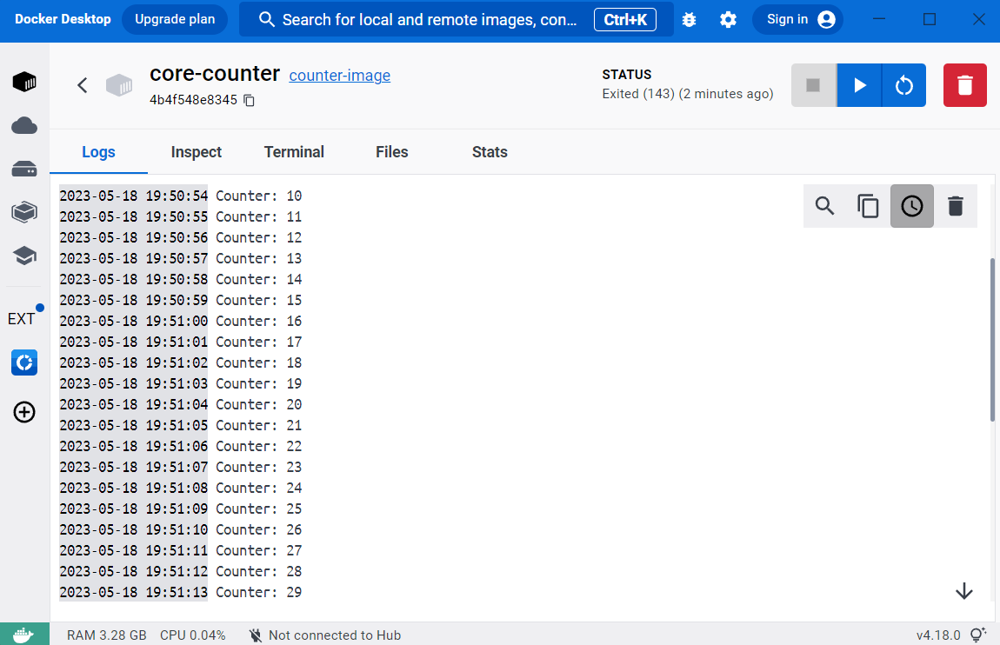 Docker Desktop Upgrade plan Search for local and remote images, con... Ctrl+K Sign in
core-counter counter-image
4b4f548e8345
STATUS
Exited (143) (2 minutes ago)
Logs Inspect Terminal Files Stats
2023-05-18 19:50:54 Counter: 10
2023-05-18 19:50:55 Counter: 11
2023-05-18 19:50:56 Counter: 12
2023-05-18 19:50:57 Counter: 13
2023-05-18 19:50:58 Counter: 14
2023-05-18 19:50:59 Counter: 15
2023-05-18 19:51:00 Counter: 16
2023-05-18 19:51:01 Counter: 17
2023-05-18 19:51:02 Counter: 18
2023-05-18 19:51:03 Counter: 19
2023-05-18 19:51:04 Counter: 20
2023-05-18 19:51:05 Counter: 21
2023-05-18 19:51:06 Counter: 22
2023-05-18 19:51:07 Counter: 23
2023-05-18 19:51:08 Counter: 24
2023-05-18 19:51:09 Counter: 25
2023-05-18 19:51:10 Counter: 26
2023-05-18 19:51:11 Counter: 27
2023-05-18 19:51:12 Counter: 28
2023-05-18 19:51:13 Counter: 29
EXT
RAM 3.28 GB CPU 0.04% Not connected to Hub v4.18.0